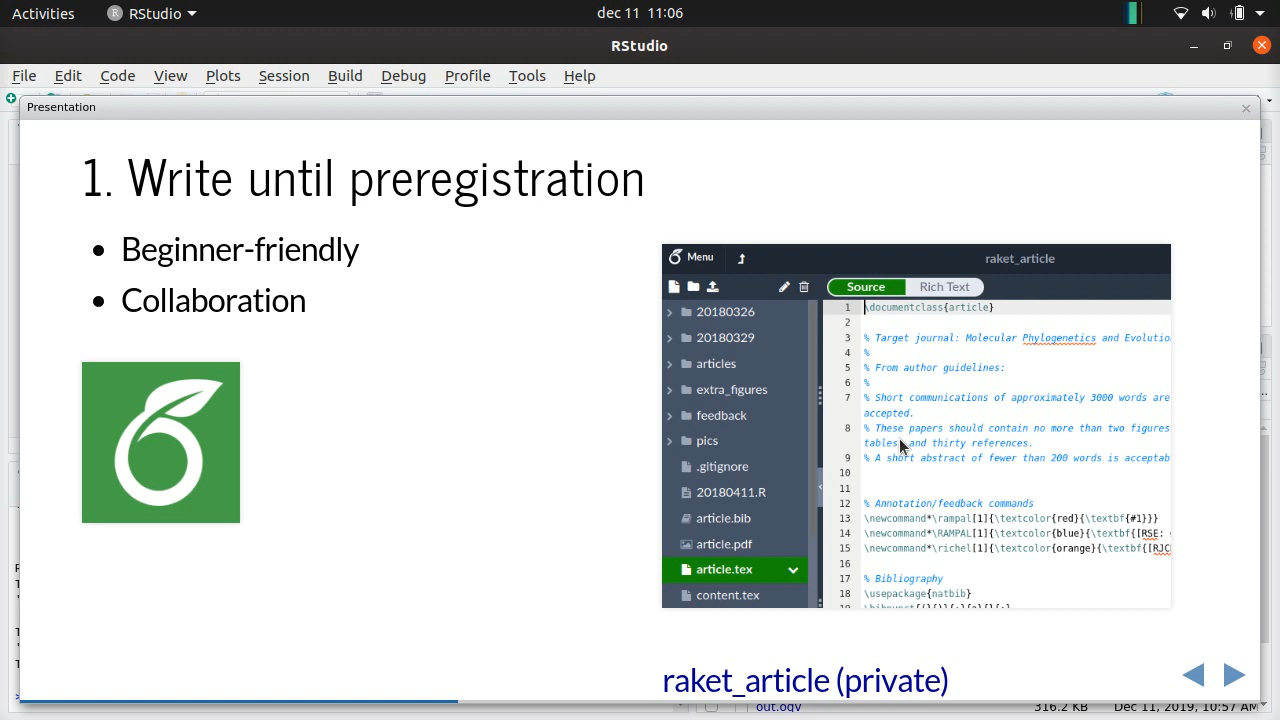 Activities
RStudio
dec 11 11:06
RStudio
File Edit Code View Plots Session Build Debug Profile Tools Help
Presentation
1. Write until preregistration
Beginner-friendly
Collaboration
Menu
raket_article
Source Rich Text
20180326
20180329
articles
extra_figures
feedback
pics
.gitignore
20180411.R
article.bib
article.pdf
article.tex
content.tex
1 \documentclass{article}
2
3 % Target journal: Molecular Phylogenetics and Evolutio
4 %
5 % From author guidelines:
6 %
7 % Short communications of approximately 3000 words are
accepted.
8 % These papers should contain no more than two figures
tables and thirty references.
9 % A short abstract of fewer than 200 words is acceptab
10
11
12 % Annotation/feedback commands
13 \newcommand*\rampal[1]{\textcolor{red}{\textbf{#1}}}
14 \newcommand*\RAMPAL[1]{\textcolor{blue}{\textbf{[RSE:
15 \newcommand*\richel[1]{\textcolor{orange}{\textbf{[RJC
16
17 % Bibliography
18 \usepackage{natbib}
raket_article (private)
out.ogv 316.2 KB Dec 11, 2019, 10:57 AM